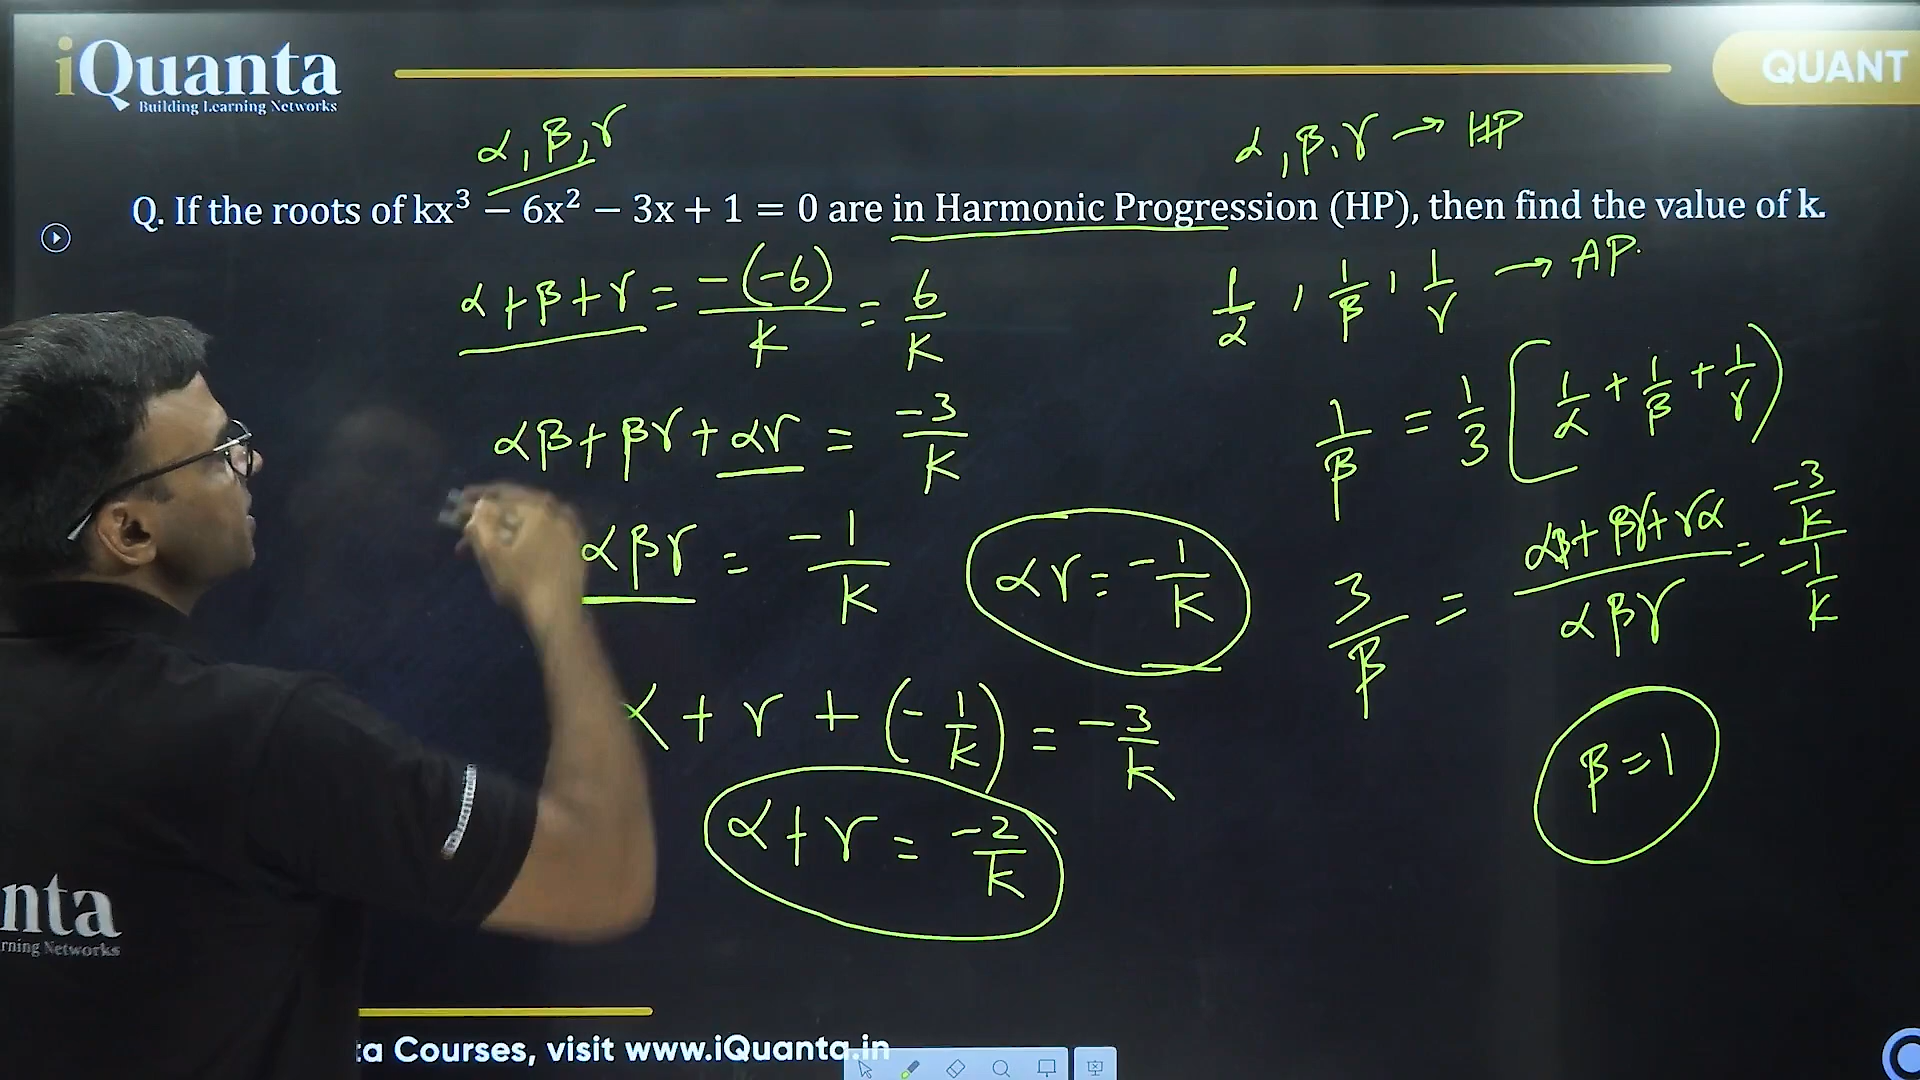 iQuanta
Building Learning Networks
QUANT
α, β, γ
α, β, γ → HP
Q. If the roots of kx³ − 6x² − 3x + 1 = 0 are in Harmonic Progression (HP), then find the value of k.
α + β + γ = -(-6)/K = 6/K
1/α , 1/β , 1/γ → AP.
αβ + βγ + αγ = -3/K
1/β = 1/3 [1/α + 1/β + 1/γ)
αβγ = -1/K
αγ = -1/K
3/β = (αβ + βγ + γα)/(αβγ) = (-3/K)/(-1/K)
α + γ + (-1/K) = -3/K
β = 1
α + γ = -2/K
nta
rning Networks
ta Courses, visit www.iQuanta.in